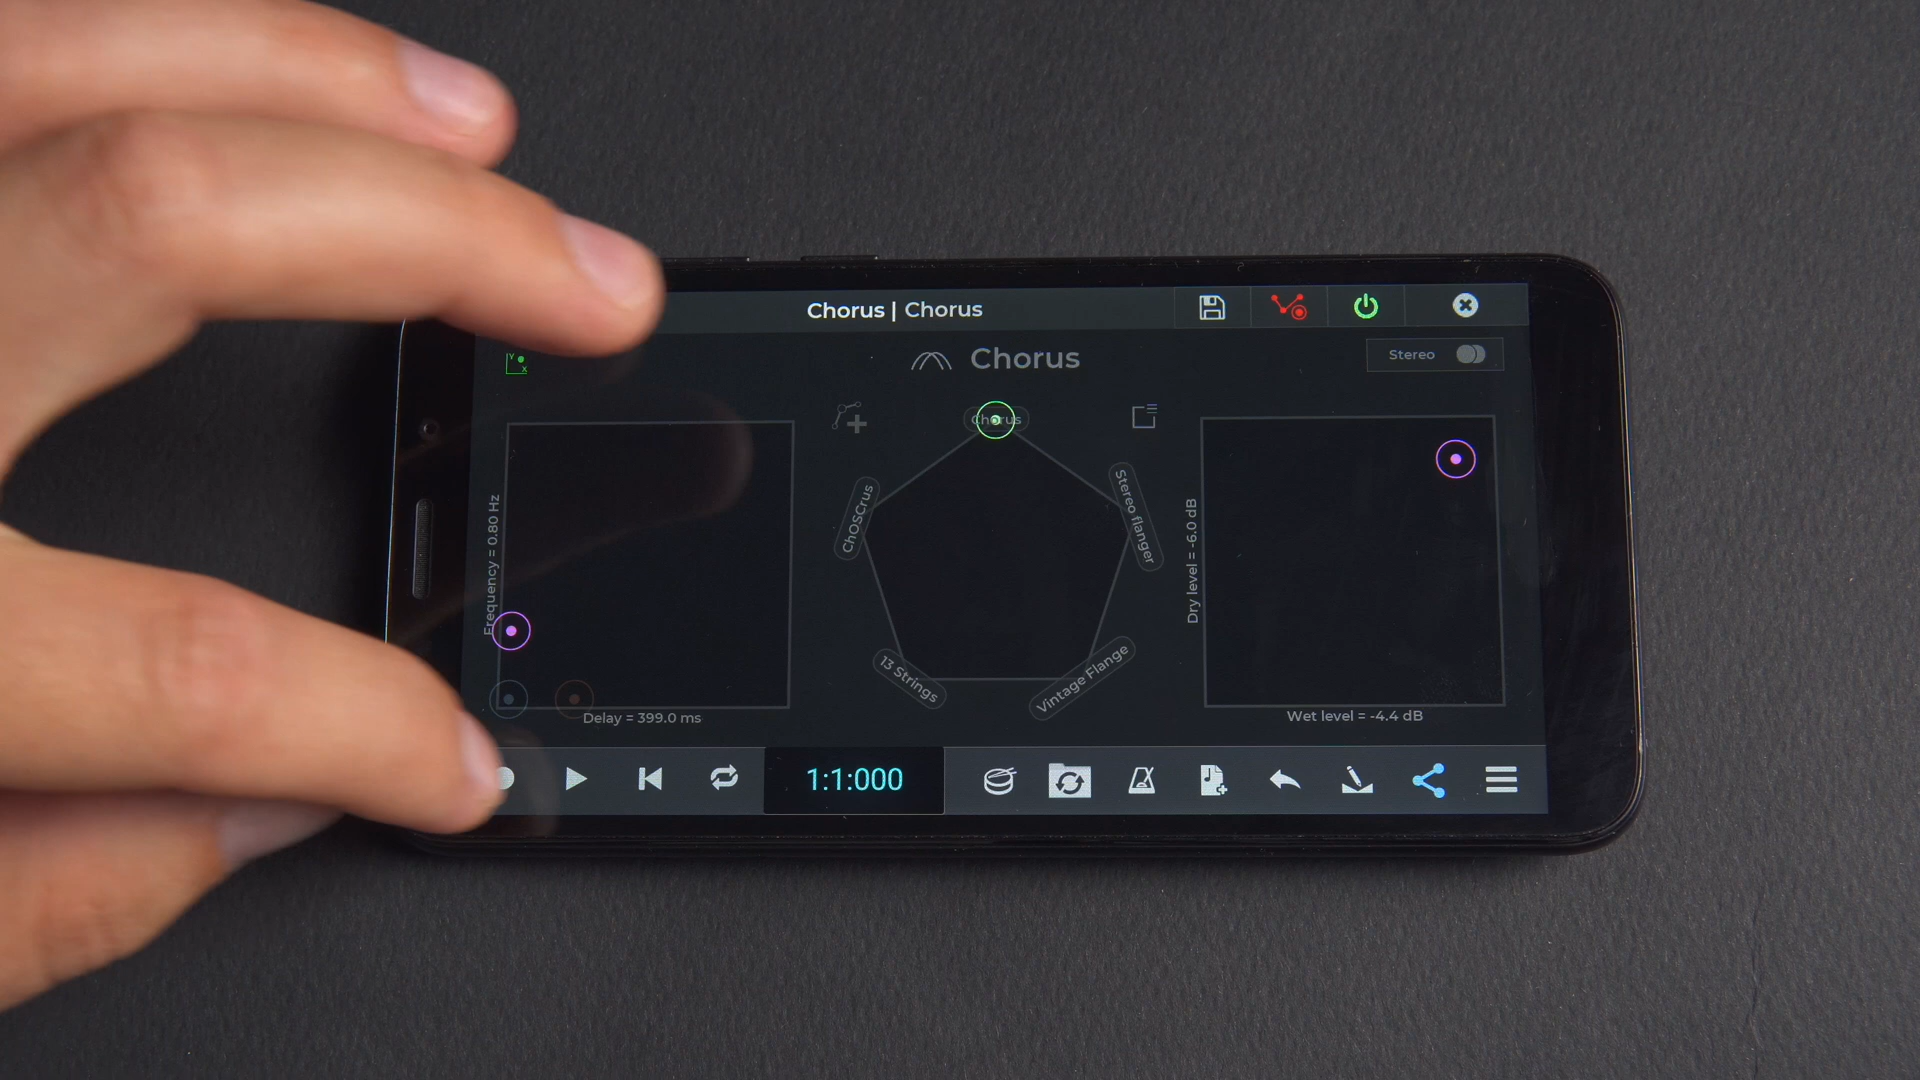 Chorus | Chorus
Y
X
Chorus
Stereo
Chorus
ChOSCrus
Stereo flanger
13 Strings
Vintage Flange
Frequency = 0.80 Hz
Delay = 399.0 ms
Dry level = -6.0 dB
Wet level = -4.4 dB
1:1:000